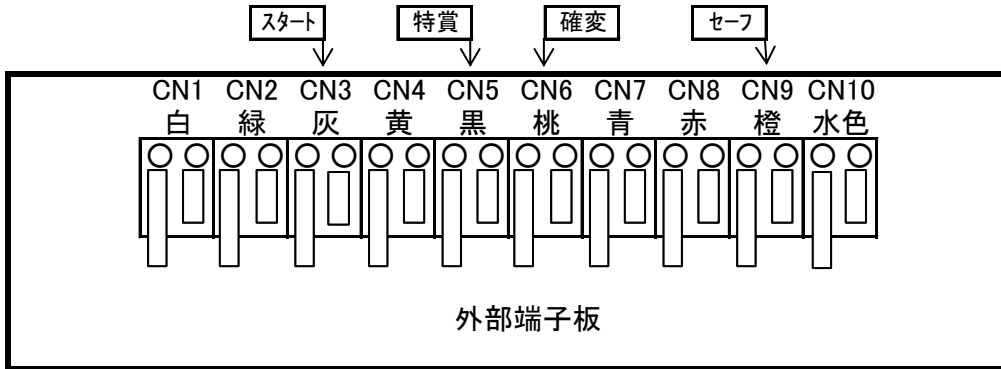 スタート 特賞 確変 セーフ
CN1 CN2 CN3 CN4 CN5 CN6 CN7 CN8 CN9 CN10
白 緑 灰 黄 黒 桃 青 赤 橙 水色
外部端子板